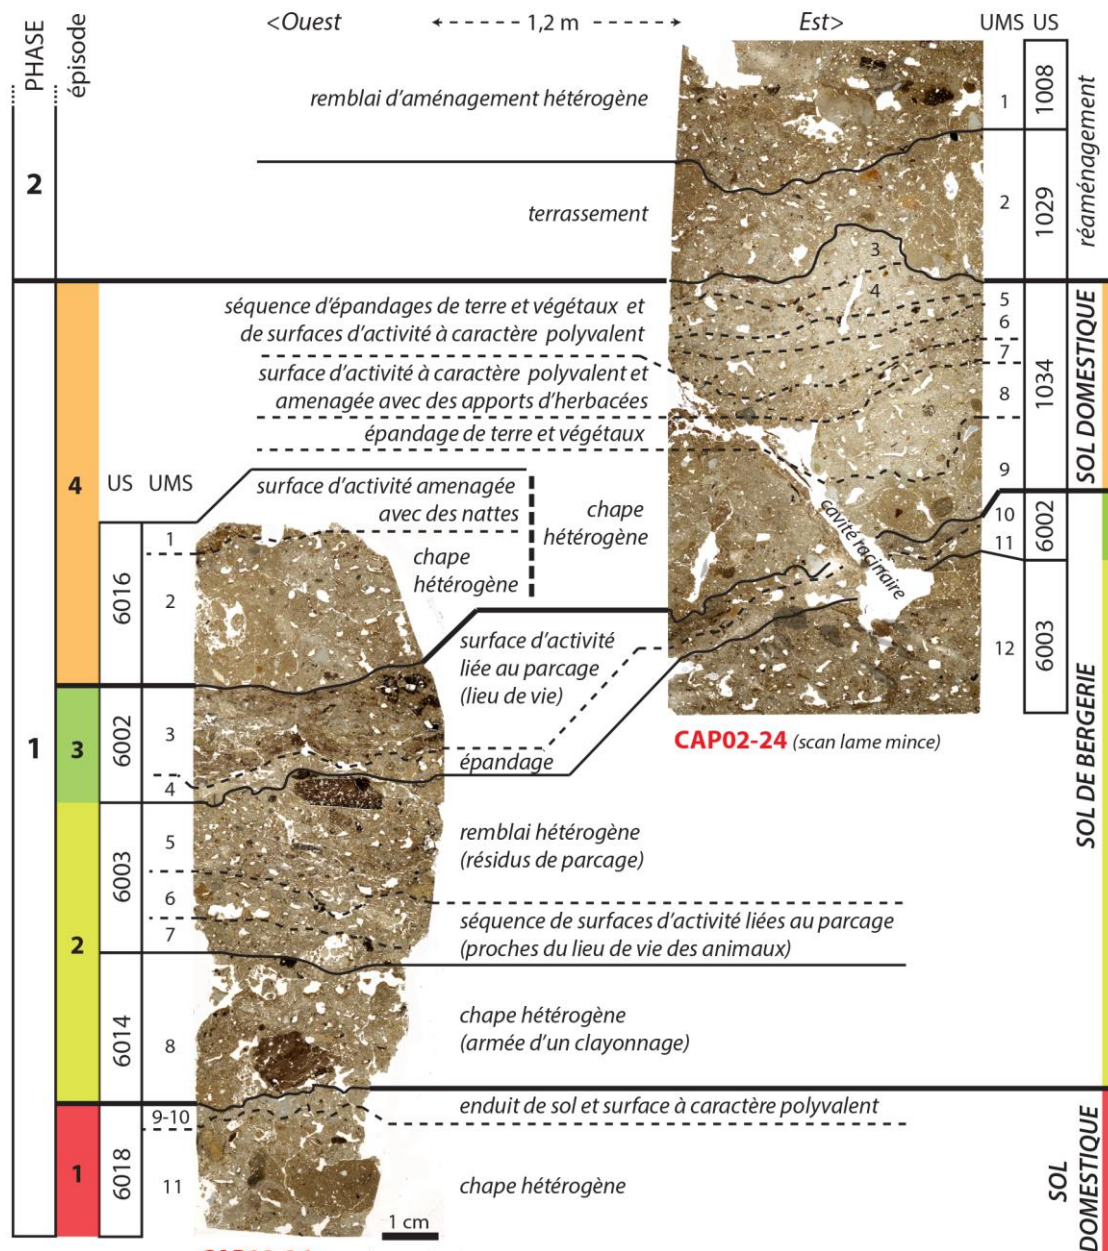 <Ouest
1,2 m
Est>
UMS
US
PHASE
épisode
remblai d'aménagement hétérogène
1
1008
réaménagement
2
terrassement
2
1029
3
4
séquence d'épandages de terre et végétaux et
de surfaces d'activité à caractère polyvalent
5
6
7
surface d'activité à caractère polyvalent et
amenagée avec des apports d'herbacées
8
1034
SOL DOMESTIQUE
épandage de terre et végétaux
9
4
US
UMS
surface d'activité amenagée
avec des nattes
chape
hétérogène
cavité racinaire
10
11
6002
1
chape
hétérogène
6016
2
surface d'activité
liée au parcage
(lieu de vie)
12
6003
SOL DE BERGERIE
1
3
6002
3
CAP02-24 (scan lame mince)
4
épandage
5
6003
remblai hétérogène
(résidus de parcage)
6
7
séquence de surfaces d'activité liées au parcage
(proches du lieu de vie des animaux)
2
6014
8
chape hétérogène
(armée d'un clayonnage)
9-10
enduit de sol et surface à caractère polyvalent
1
6018
11
chape hétérogène
SOL
DOMESTIQUE
1 cm